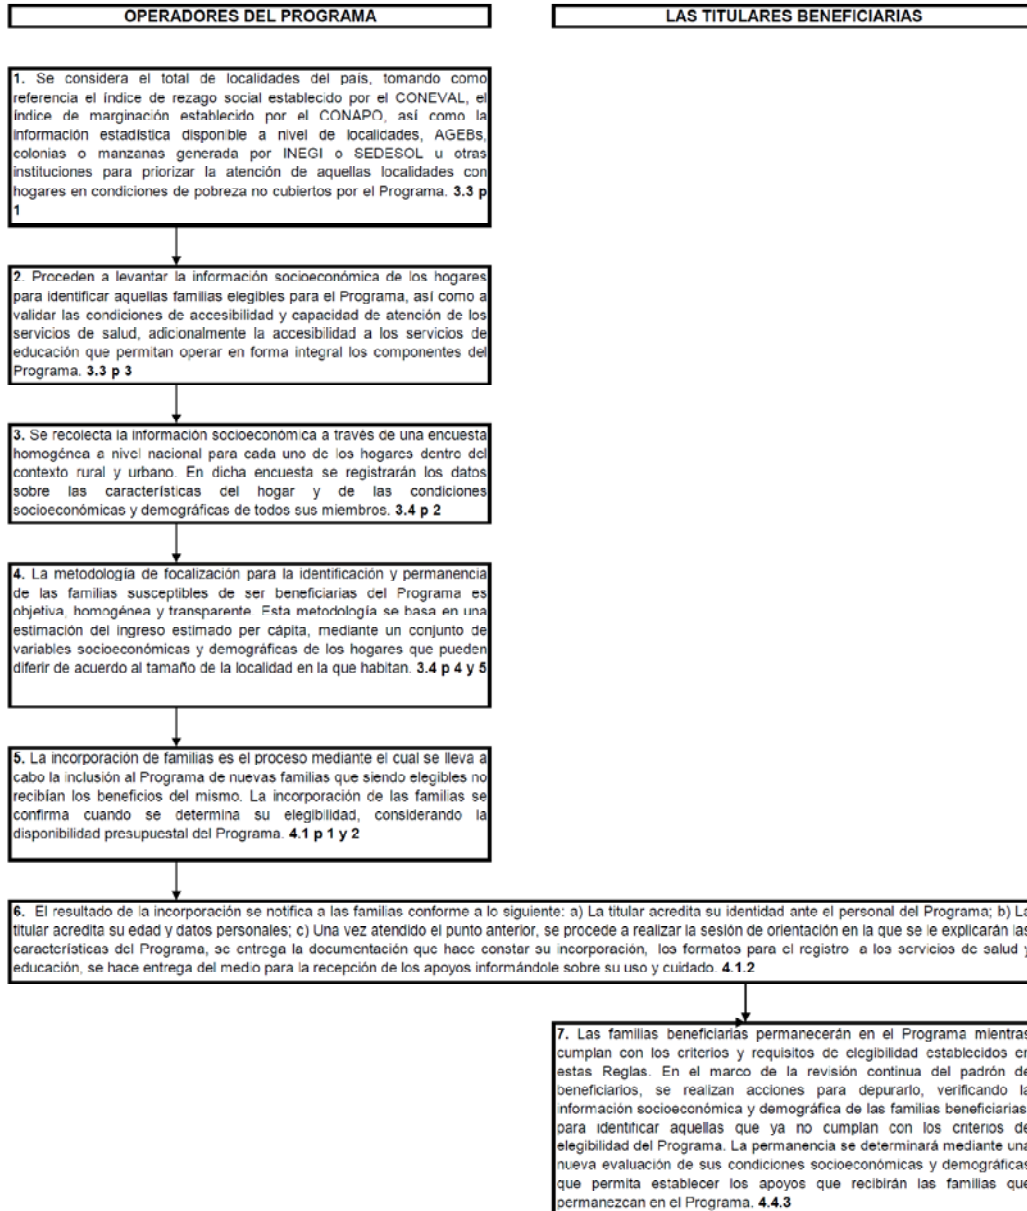 OPERADORES DEL PROGRAMA
LAS TITULARES BENEFICIARIAS
1. Se considera el total de localidades del país, tomando como
referencia el índice de rezago social establecido por el CONEVAL, el
índice de marginación establecido por el CONAPO, así como la
información estadística disponible a nivel de localidades, AGEBs,
colonias o manzanas generada por INEGI o SEDESOL u otras
instituciones para priorizar la atención de aquellas localidades con
hogares en condiciones de pobreza no cubiertos por el Programa. 3.3 p
1
2. Proceden a levantar la información socioeconómica de los hogares
para identificar aquellas familias elegibles para el Programa, así como a
validar las condiciones de accesibilidad y capacidad de atención de los
servicios de salud, adicionalmente la accesibilidad a los servicios de
educación que permitan operar en forma integral los componentes del
Programa. 3.3 p 3
3. Se recolecta la información socioeconómica a través de una encuesta
homogénea a nivel nacional para cada uno de los hogares dentro del
contexto rural y urbano. En dicha encuesta se registrarán los datos
sobre las características del hogar y de las condiciones
socioeconómicas y demográficas de todos sus miembros. 3.4 p 2
4. La metodología de focalización para la identificación y permanencia
de las familias susceptibles de ser beneficiarias del Programa es
objetiva, homogénea y transparente. Esta metodología se basa en una
estimación del ingreso estimado per cápita, mediante un conjunto de
variables socioeconómicas y demográficas de los hogares que pueden
diferir de acuerdo al tamaño de la localidad en la que habitan. 3.4 p 4 y 5
5. La incorporación de familias es el proceso mediante el cual se lleva a
cabo la inclusión al Programa de nuevas familias que siendo elegibles no
recibían los beneficios del mismo. La incorporación de las familias se
confirma cuando se determina su elegibilidad, considerando la
disponibilidad presupuestal del Programa. 4.1 p 1 y 2
6. El resultado de la incorporación se notifica a las familias conforme a lo siguiente: a) La titular acredita su identidad ante el personal del Programa; b) La
titular acredita su edad y datos personales; c) Una vez atendido el punto anterior, se procede a realizar la sesión de orientación en la que se le explicarán las
características del Programa, se entrega la documentación que hace constar su incorporación, los formatos para el registro a los servicios de salud y
educación, se hace entrega del medio para la recepción de los apoyos informándole sobre su uso y cuidado. 4.1.2
7. Las familias beneficiarias permanecerán en el Programa mientras
cumplan con los criterios y requisitos de elegibilidad establecidos en
estas Reglas. En el marco de la revisión continua del padrón de
beneficiarios, se realizan acciones para depurarlo, verificando la
información socioeconómica y demográfica de las familias beneficiarias
para identificar aquellas que ya no cumplan con los criterios de
elegibilidad del Programa. La permanencia se determinará mediante una
nueva evaluación de sus condiciones socioeconómicas y demográficas
que permita establecer los apoyos que recibirán las familias que
permanezcan en el Programa. 4.4.3